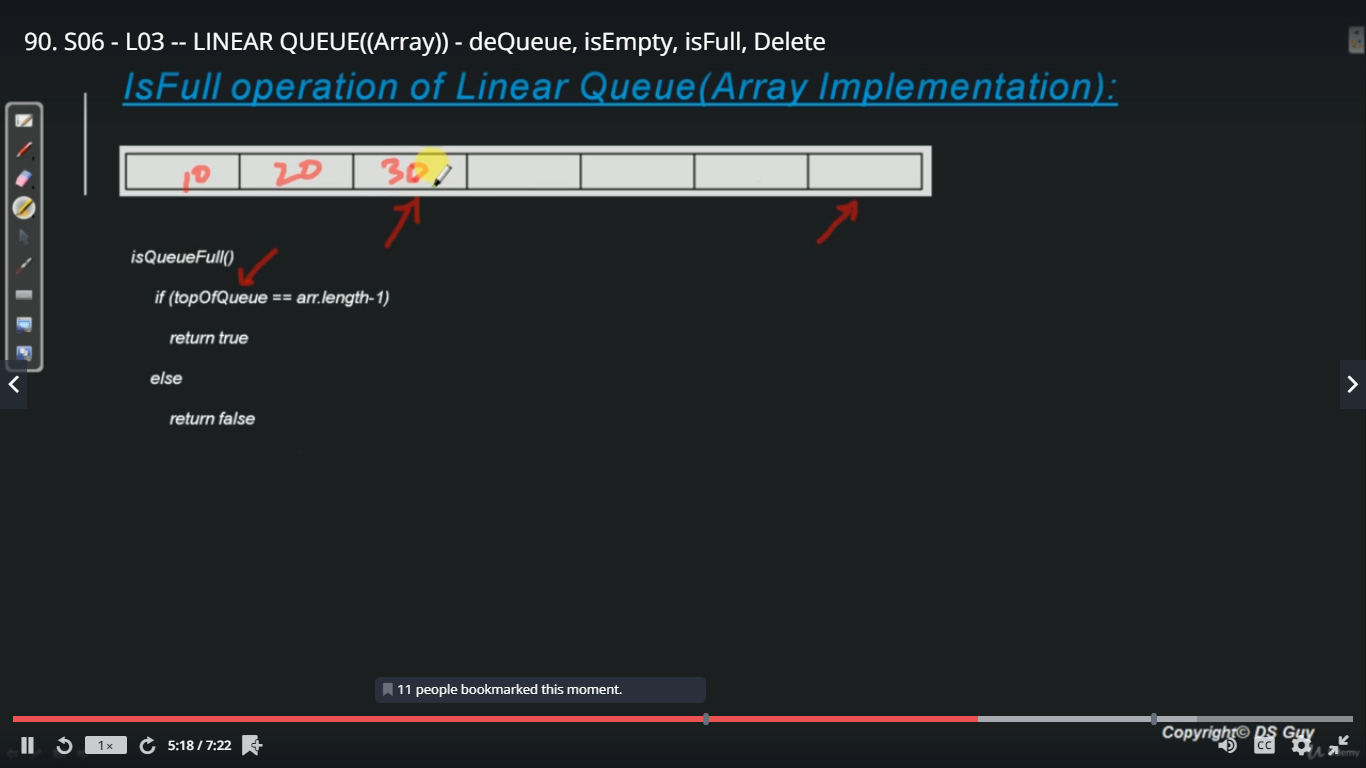 90. S06 - L03 -- LINEAR QUEUE((Array)) - deQueue, isEmpty, isFull, Delete
IsFull operation of Linear Queue(Array Implementation):
10 20 30
isQueueFull()
if (topOfQueue == arr.length-1)
return true
else
return false
11 people bookmarked this moment.
Copyright© DS Guy
1x 5:18 / 7:22 CC